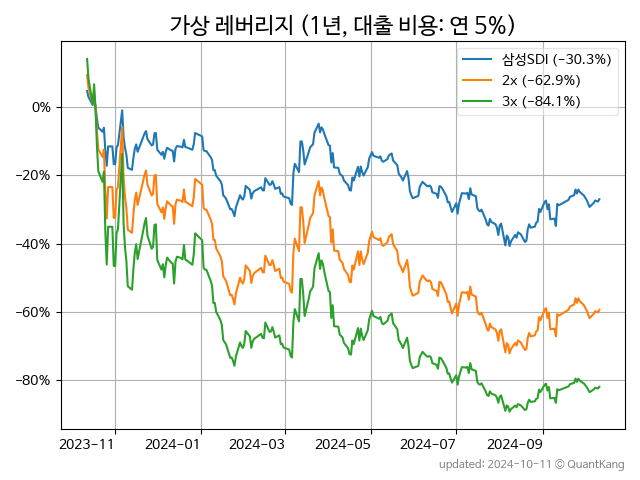 가상 레버리지 (1년, 대출 비용: 연 5%)
삼성SDI (−30.3%)
2x (−62.9%)
3x (−84.1%)
0%
−20%
−40%
−60%
−80%
2023-11 2024-01 2024-03 2024-05 2024-07 2024-09
updated: 2024-10-11 © QuantKang